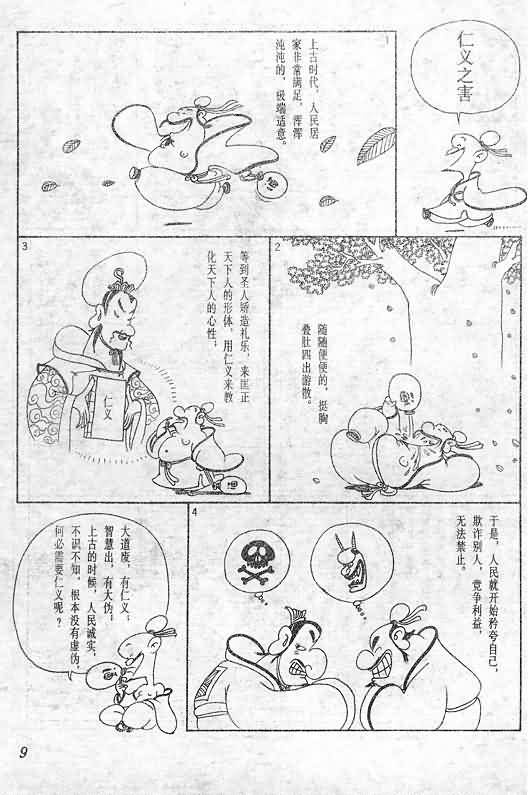 仁义之害
1
上古时代，人民居
家非常满足，浑浑
沌沌的，极端适意。
2
随随便便的，挺胸
叠肚四出游散。
3
等到圣人矫造礼乐，来匡正
天下人的形体，用仁义来教
化天下人的心性；
仁义
4
于是，人民就开始矜夸自己，
欺诈别人，竞争利益，
无法禁止。
大道废，有仁义；
智慧出，有大伪，
上古的时候，人民诚实，
不识不知，根本没有虚伪，
何必需要仁义呢？
9